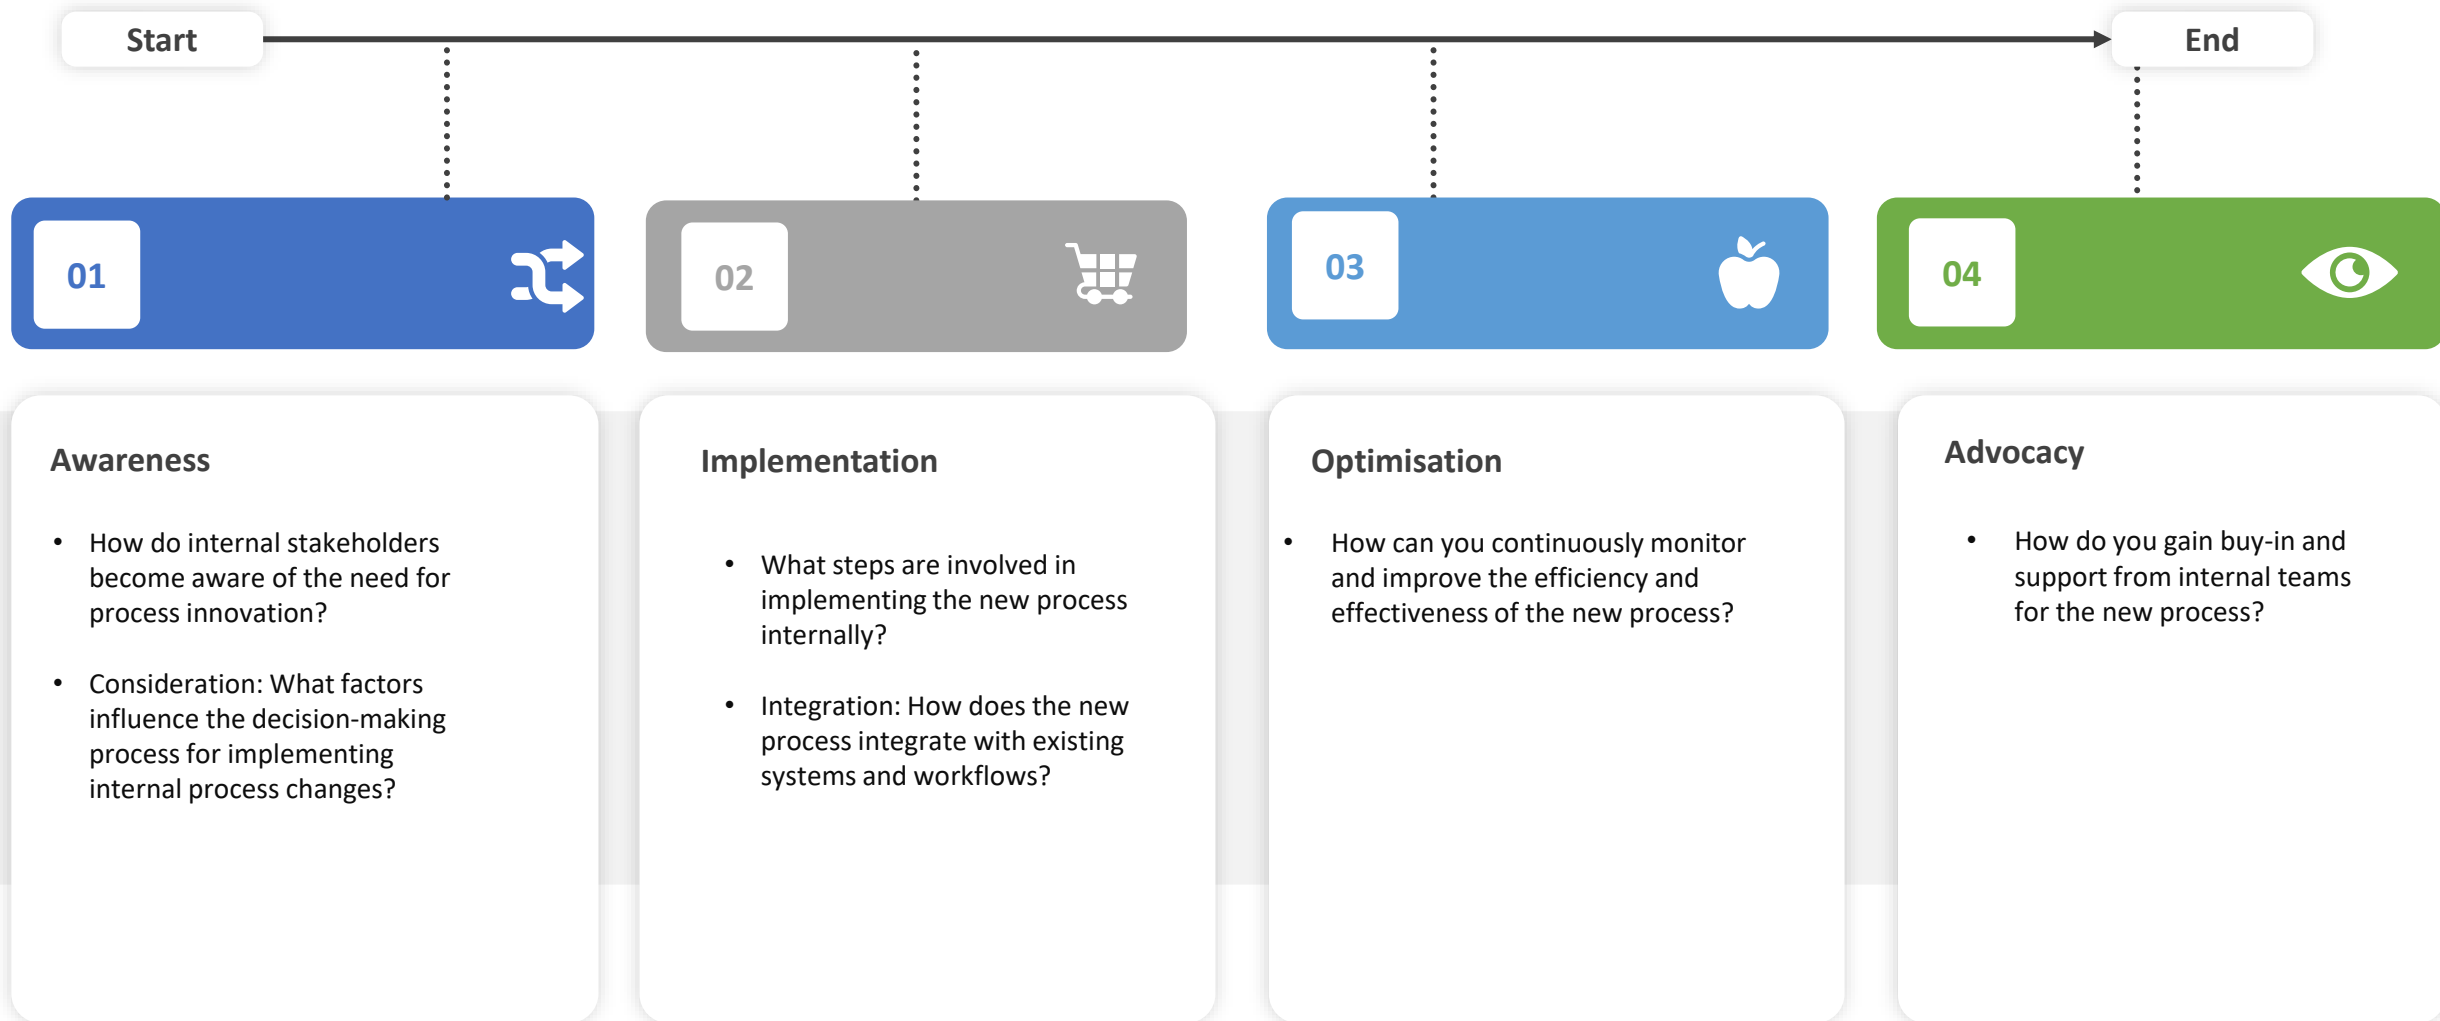 Start
End
01
02
03
04
Awareness
• How do internal stakeholders
become aware of the need for
process innovation?
• Consideration: What factors
influence the decision-making
process for implementing
internal process changes?
Implementation
• What steps are involved in
implementing the new process
internally?
• Integration: How does the new
process integrate with existing
systems and workflows?
Optimisation
• How can you continuously monitor
and improve the efficiency and
effectiveness of the new process?
Advocacy
• How do you gain buy-in and
support from internal teams
for the new process?